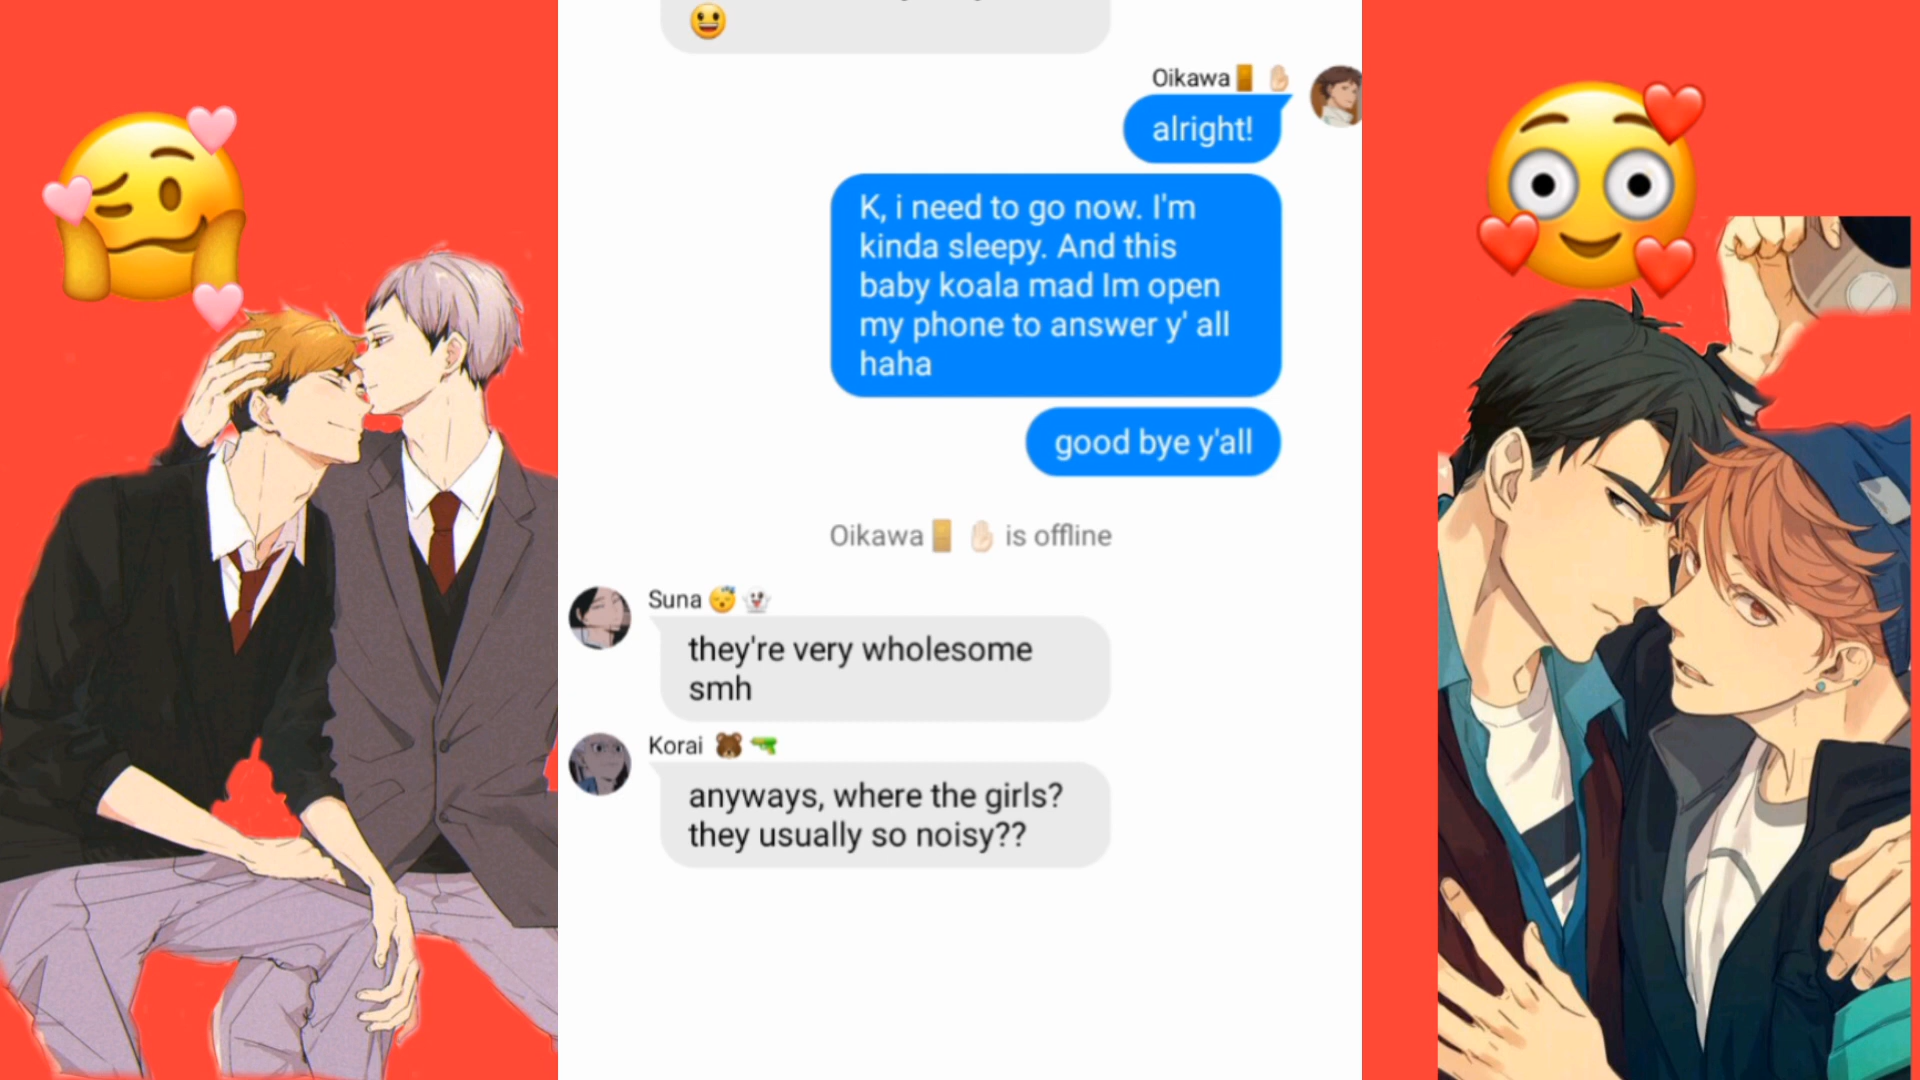 😃
Oikawa🚪✋🏻
alright!
K, i need to go now. I'm
kinda sleepy. And this
baby koala mad Im open
my phone to answer y' all
haha
good bye y'all
Oikawa🚪✋🏻 is offline
Suna 😴👻
they're very wholesome
smh
Korai 🐻🔫
anyways, where the girls?
they usually so noisy??